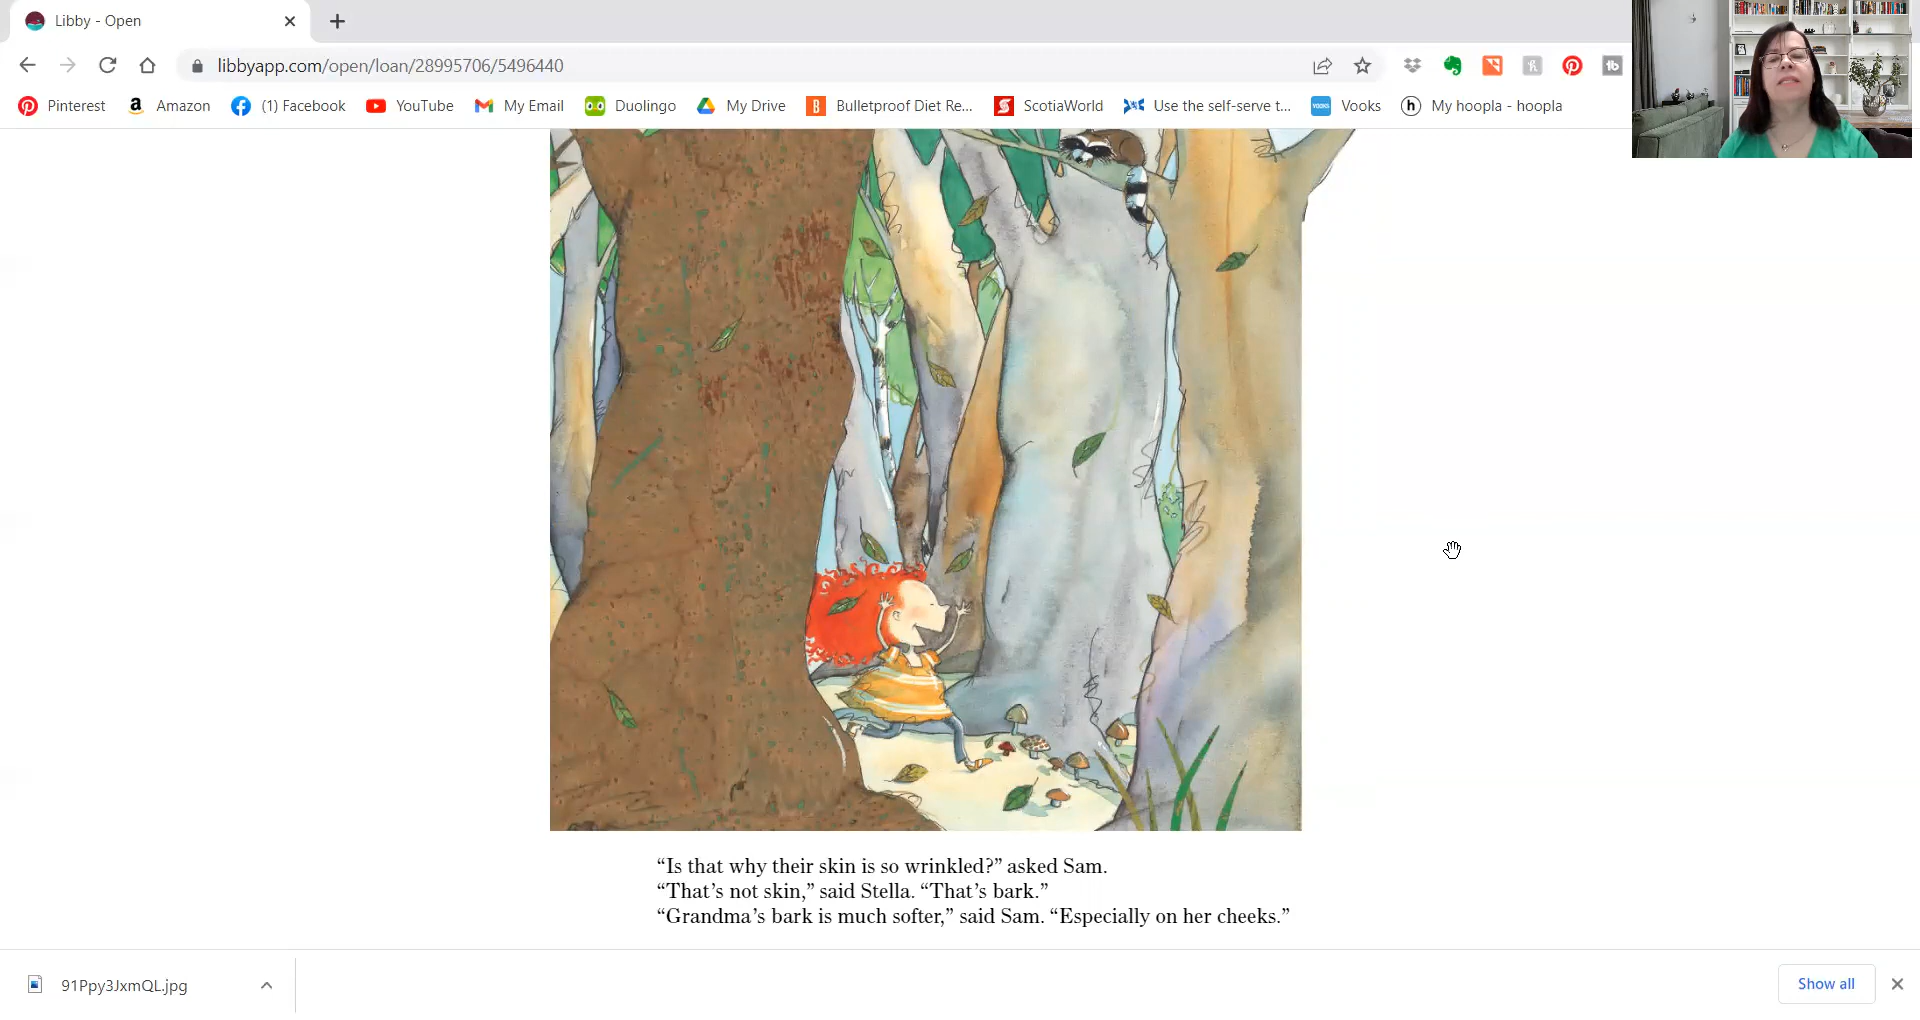 Libby - Open
libbyapp.com/open/loan/28995706/5496440
Pinterest Amazon (1) Facebook YouTube My Email Duolingo My Drive Bulletproof Diet Re... ScotiaWorld Use the self-serve t... Vooks My hoopla - hoopla
“Is that why their skin is so wrinkled?” asked Sam.
“That’s not skin,” said Stella. “That’s bark.”
“Grandma’s bark is much softer,” said Sam. “Especially on her cheeks.”
91Ppy3JxmQL.jpg
Show all